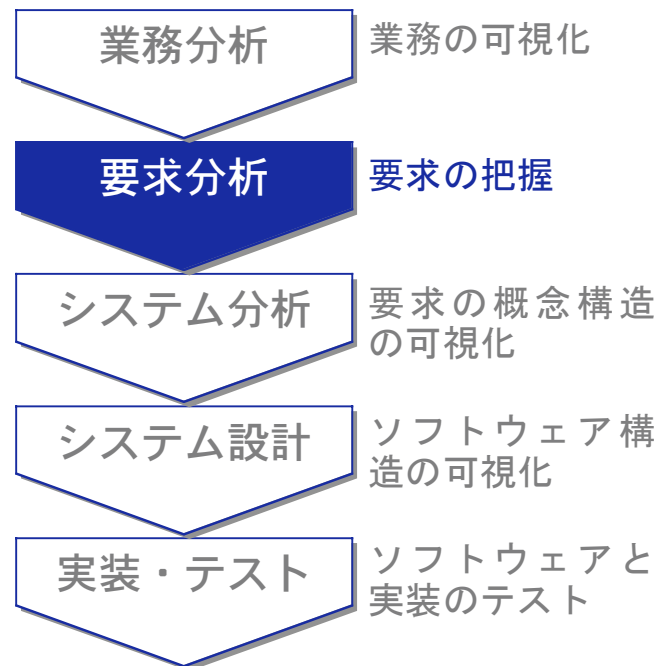 業務分析
業務の可視化
要求分析
要求の把握
システム分析
要求の概念構造
の可視化
システム設計
ソフトウェア構
造の可視化
実装・テスト
ソフトウェアと
実装のテスト